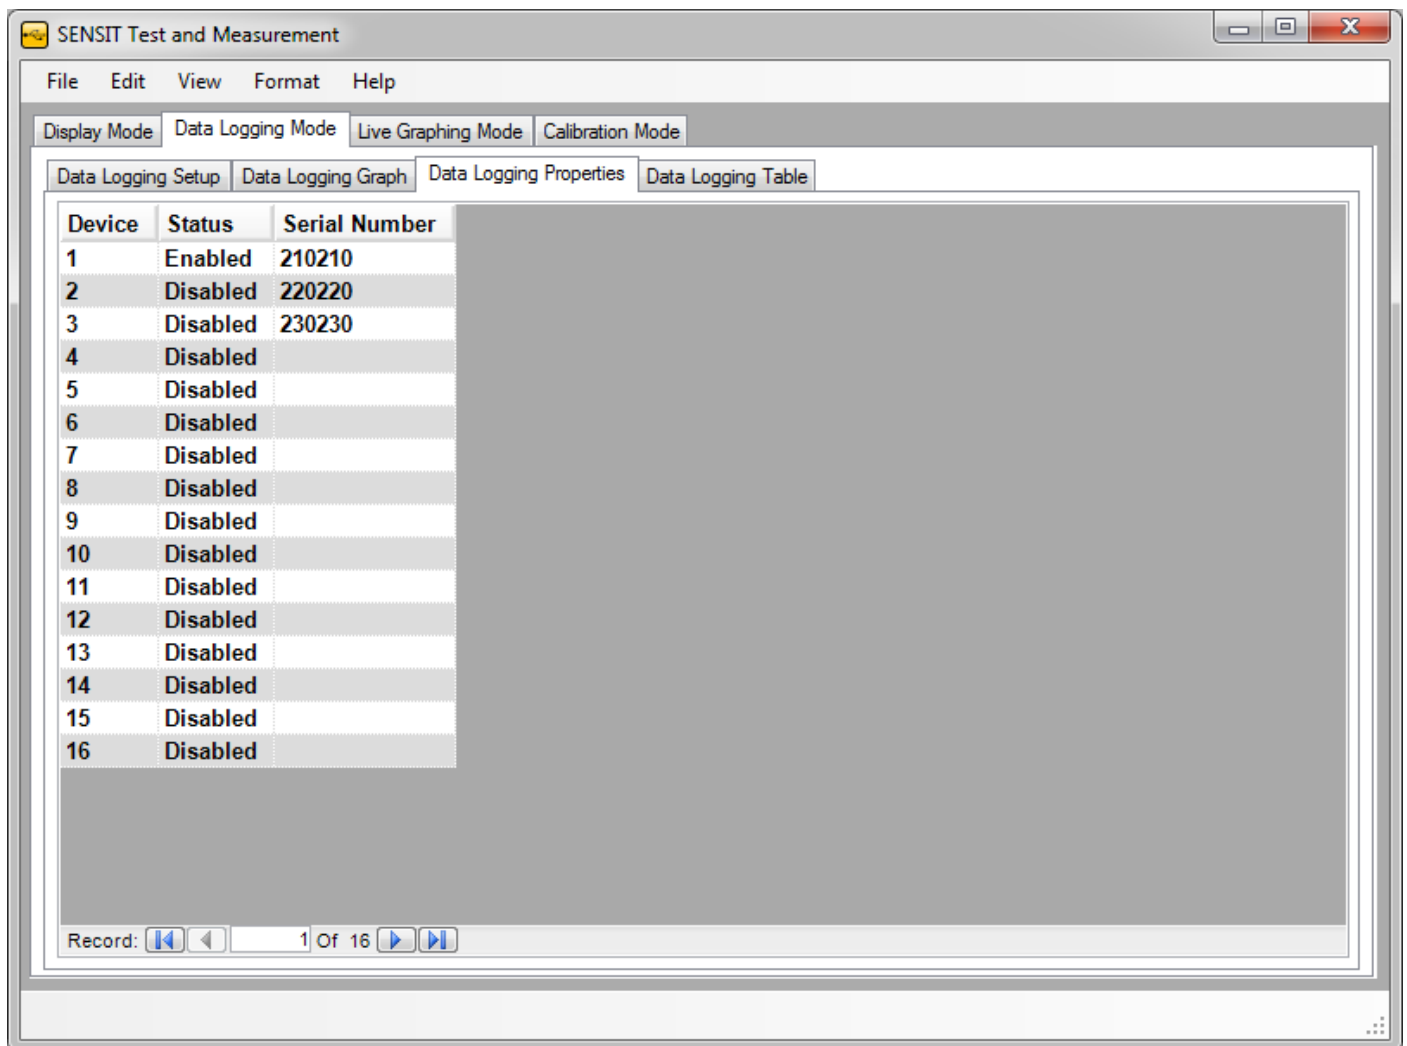 SENSIT Test and Measurement
File Edit View Format Help
Display Mode Data Logging Mode Live Graphing Mode Calibration Mode
Data Logging Setup Data Logging Graph Data Logging Properties Data Logging Table
Device Status Serial Number
1 Enabled 210210
2 Disabled 220220
3 Disabled 230230
4 Disabled
5 Disabled
6 Disabled
7 Disabled
8 Disabled
9 Disabled
10 Disabled
11 Disabled
12 Disabled
13 Disabled
14 Disabled
15 Disabled
16 Disabled
Record: 1 Of 16